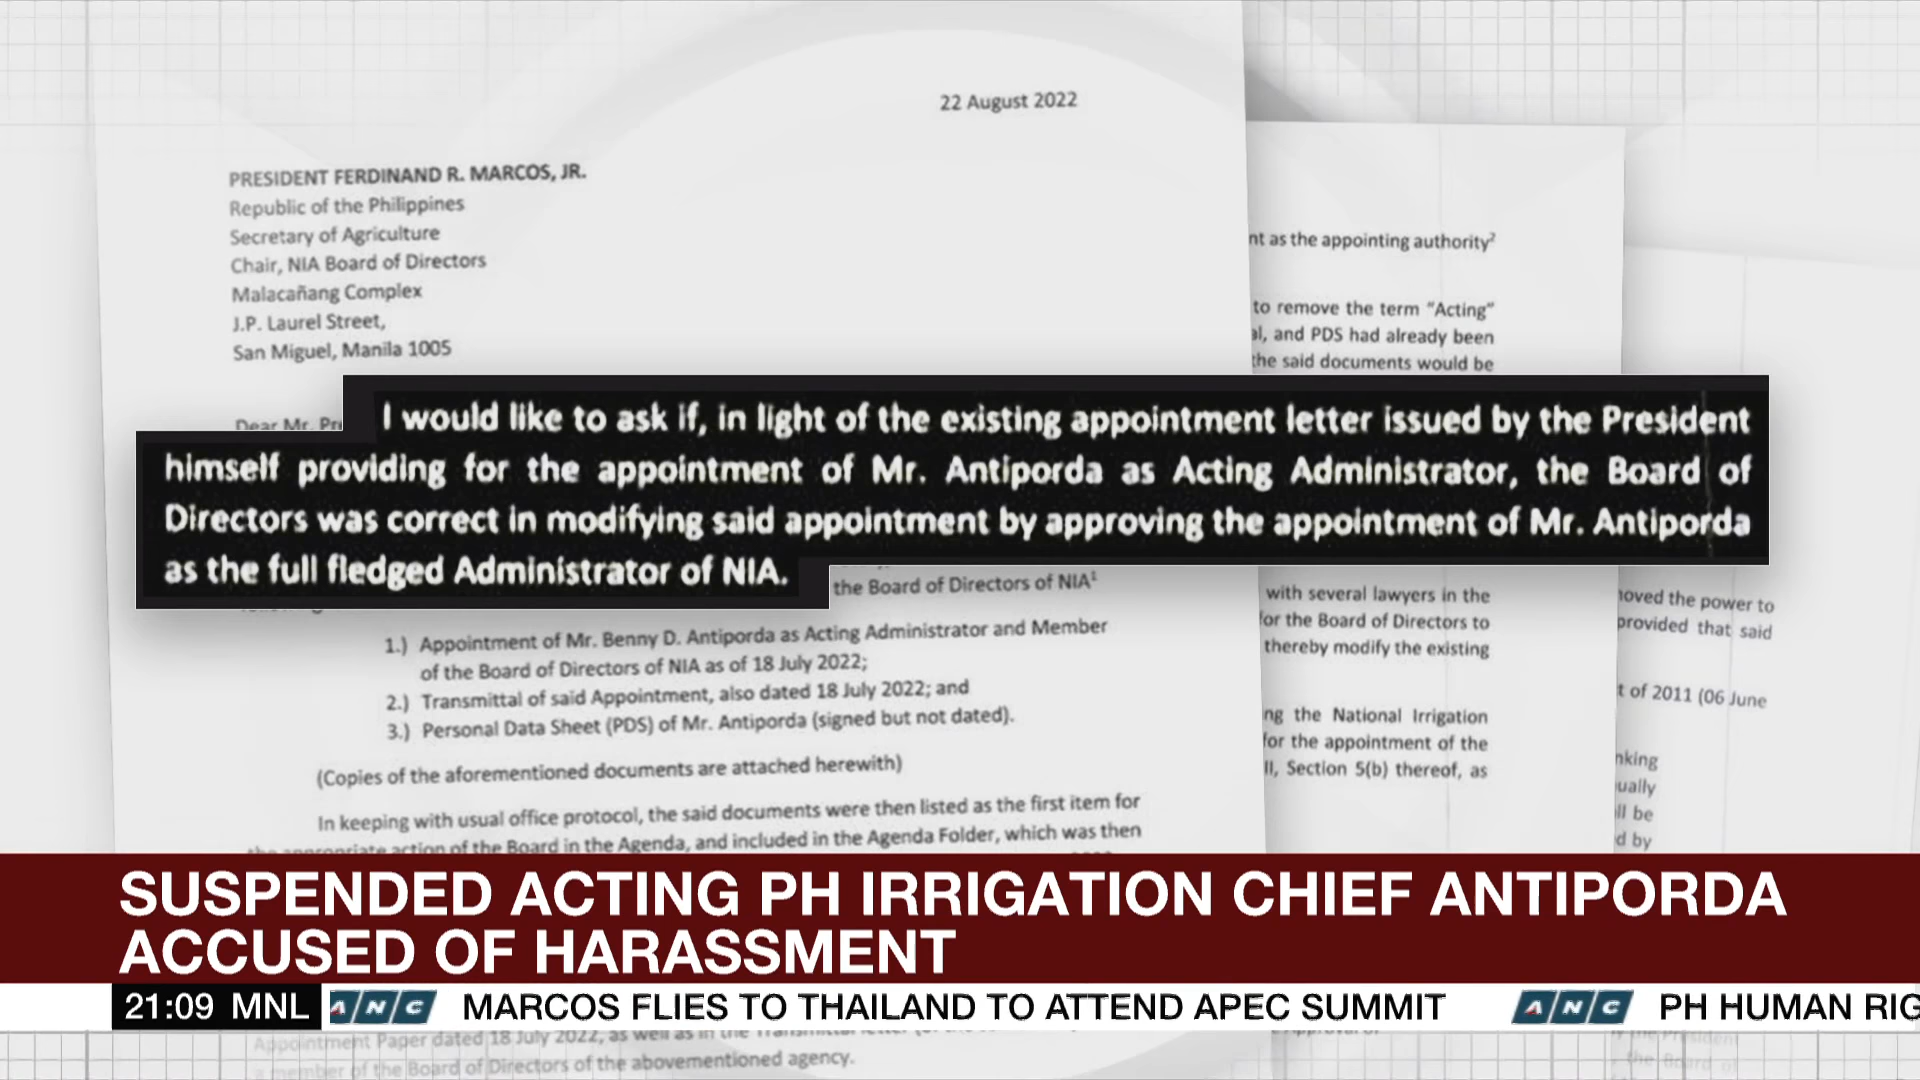 22 August 2022
PRESIDENT FERDINAND R. MARCOS, JR.
Republic of the Philippines
Secretary of Agriculture
Chair, NIA Board of Directors
Malacañang Complex
J.P. Laurel Street,
San Miguel, Manila 1005
Dear Mr.
nt as the appointing authority²
to remove the term "Acting"
al, and PDS had already been
the said documents would be
I would like to ask if, in light of the existing appointment letter issued by the President
himself providing for the appointment of Mr. Antiporda as Acting Administrator, the Board of
Directors was correct in modifying said appointment by approving the appointment of Mr. Antiporda
as the full fledged Administrator of NIA.
the Board of Directors of NIA¹
1.) Appointment of Mr. Benny D. Antiporda as Acting Administrator and Member
of the Board of Directors of NIA as of 18 July 2022;
2.) Transmittal of said Appointment, also dated 18 July 2022; and
3.) Personal Data Sheet (PDS) of Mr. Antiporda (signed but not dated).
(Copies of the aforementioned documents are attached herewith)
In keeping with usual office protocol, the said documents were then listed as the first item for
the appropriate action of the Board in the Agenda, and included in the Agenda Folder, which was then
with several lawyers in the
for the Board of Directors to
thereby modify the existing
ng the National Irrigation
for the appointment of the
II, Section 5(b) thereof, as
noved the power to
provided that said
t of 2011 (06 June
nking
ually
ll be
d by
SUSPENDED ACTING PH IRRIGATION CHIEF ANTIPORDA
ACCUSED OF HARASSMENT
21:09 MNL ANC MARCOS FLIES TO THAILAND TO ATTEND APEC SUMMIT ANC PH HUMAN RIG
Appointment Paper dated 18 July 2022, as well as in the Transmittal
a member of the Board of Directors of the abovementioned agency.